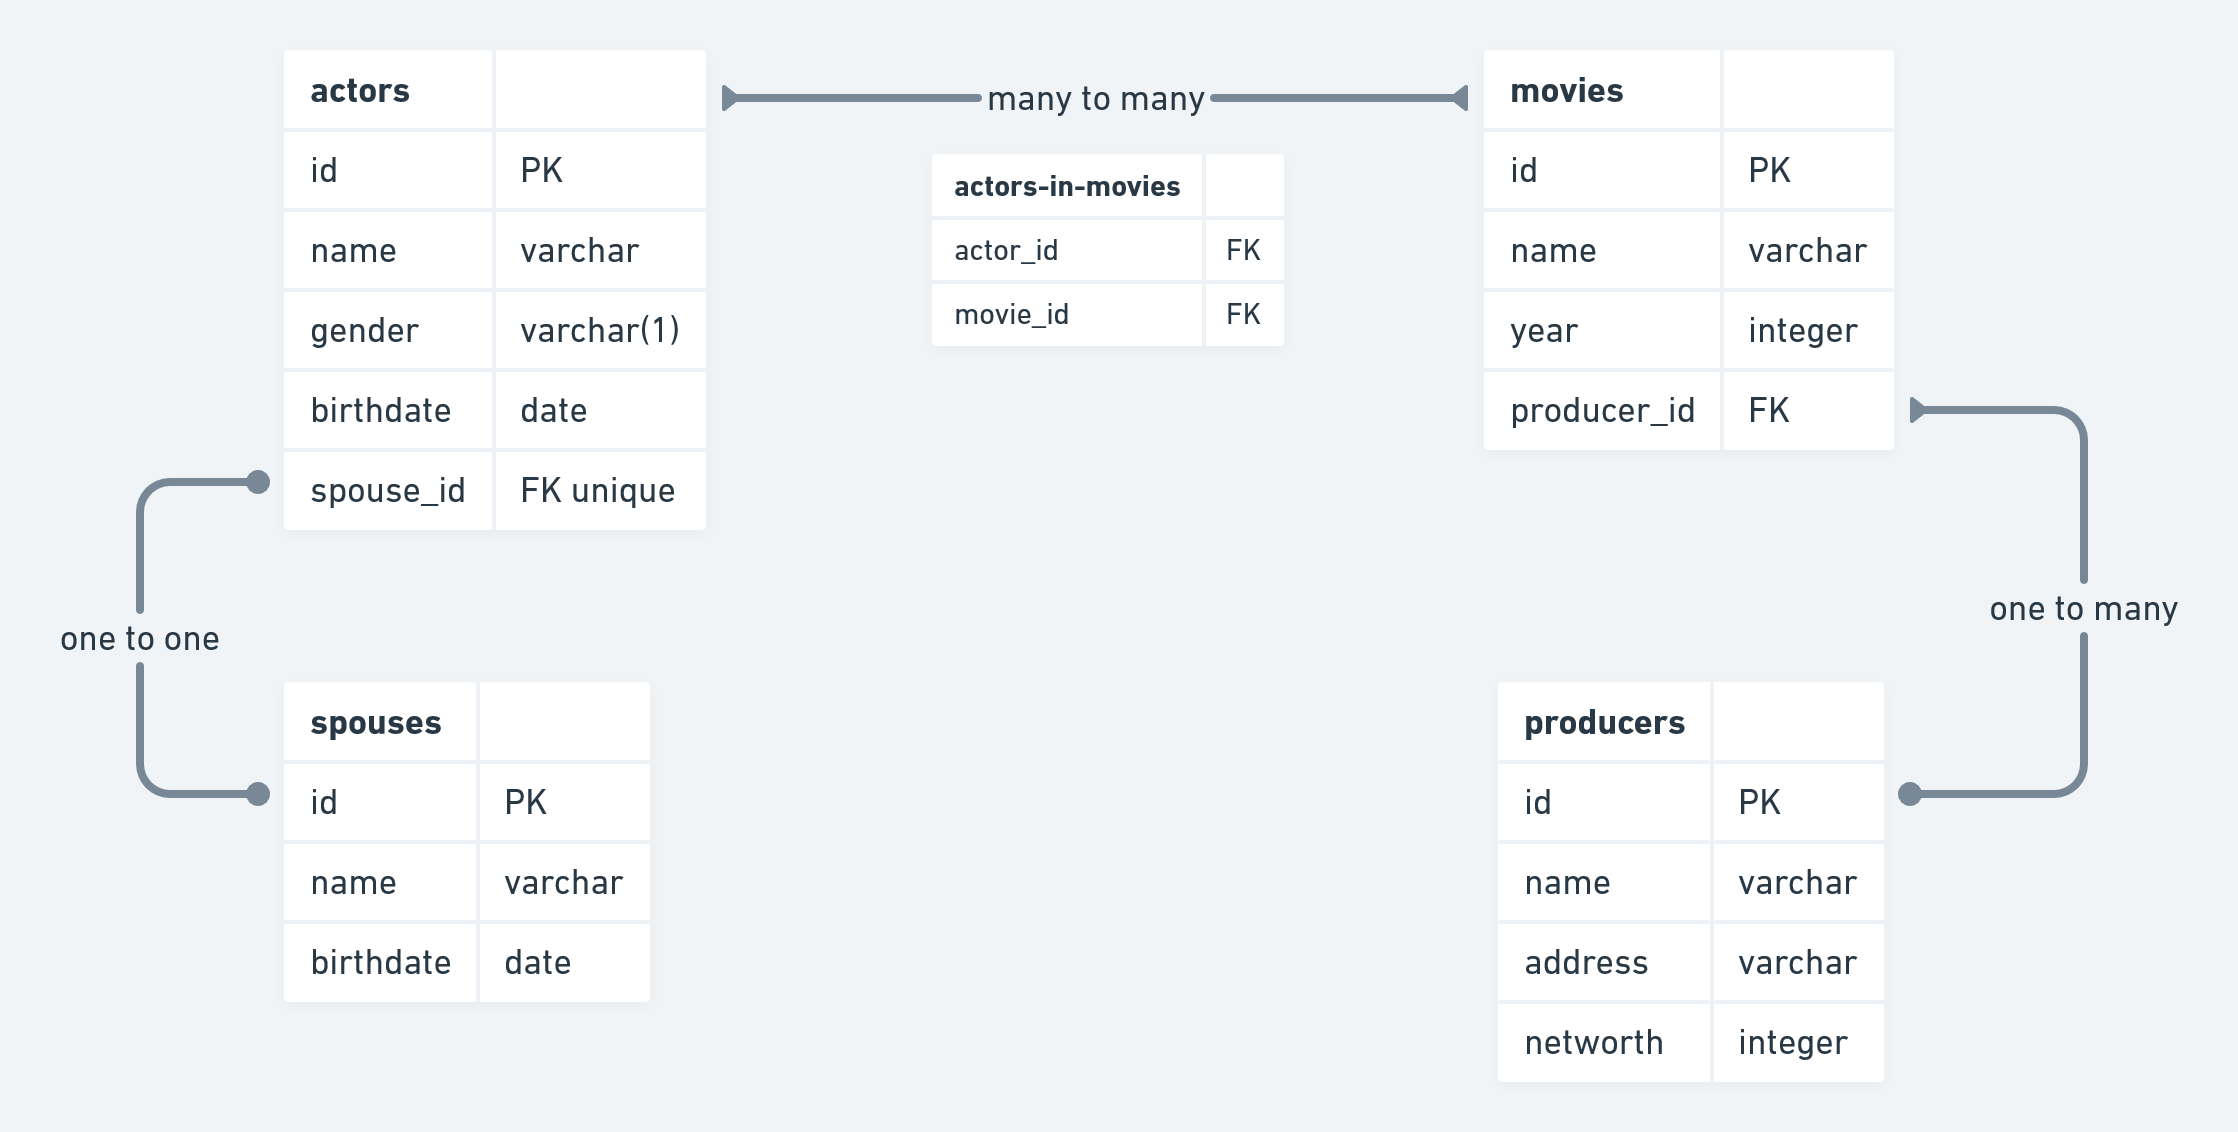 actors
id PK
name varchar
gender varchar(1)
birthdate date
spouse_id FK unique
many to many
actors-in-movies
actor_id FK
movie_id FK
movies
id PK
name varchar
year integer
producer_id FK
one to one
one to many
spouses
id PK
name varchar
birthdate date
producers
id PK
name varchar
address varchar
networth integer